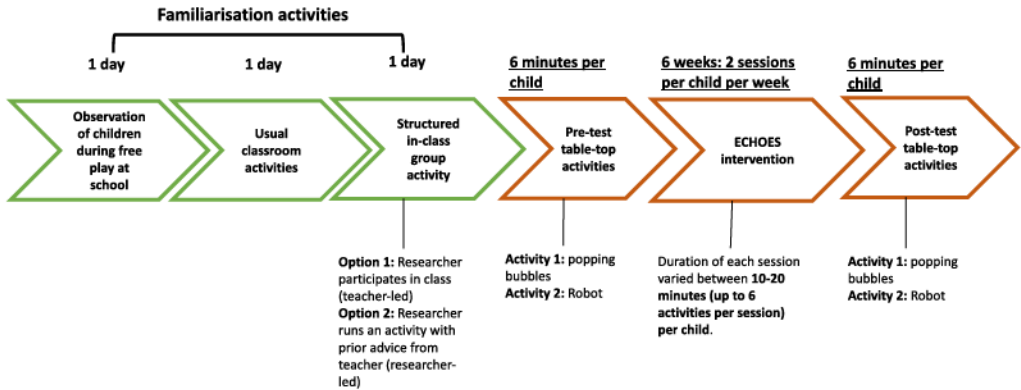 Familiarisation activities
1 day
1 day
1 day
6 minutes per
child
6 weeks: 2 sessions
per child per week
6 minutes per
child
Observation
of children
during free
play at
school
Usual
classroom
activities
Structured
in-class
group
activity
Pre-test
table-top
activities
ECHOES
intervention
Post-test
table-top
activities
Option 1: Researcher
participates in class
(teacher-led)
Option 2: Researcher
runs an activity with
prior advice from
teacher (researcher-
led)
Activity 1: popping
bubbles
Activity 2: Robot
Duration of each session
varied between 10-20
minutes (up to 6
activities per session)
per child.
Activity 1: popping
bubbles
Activity 2: Robot